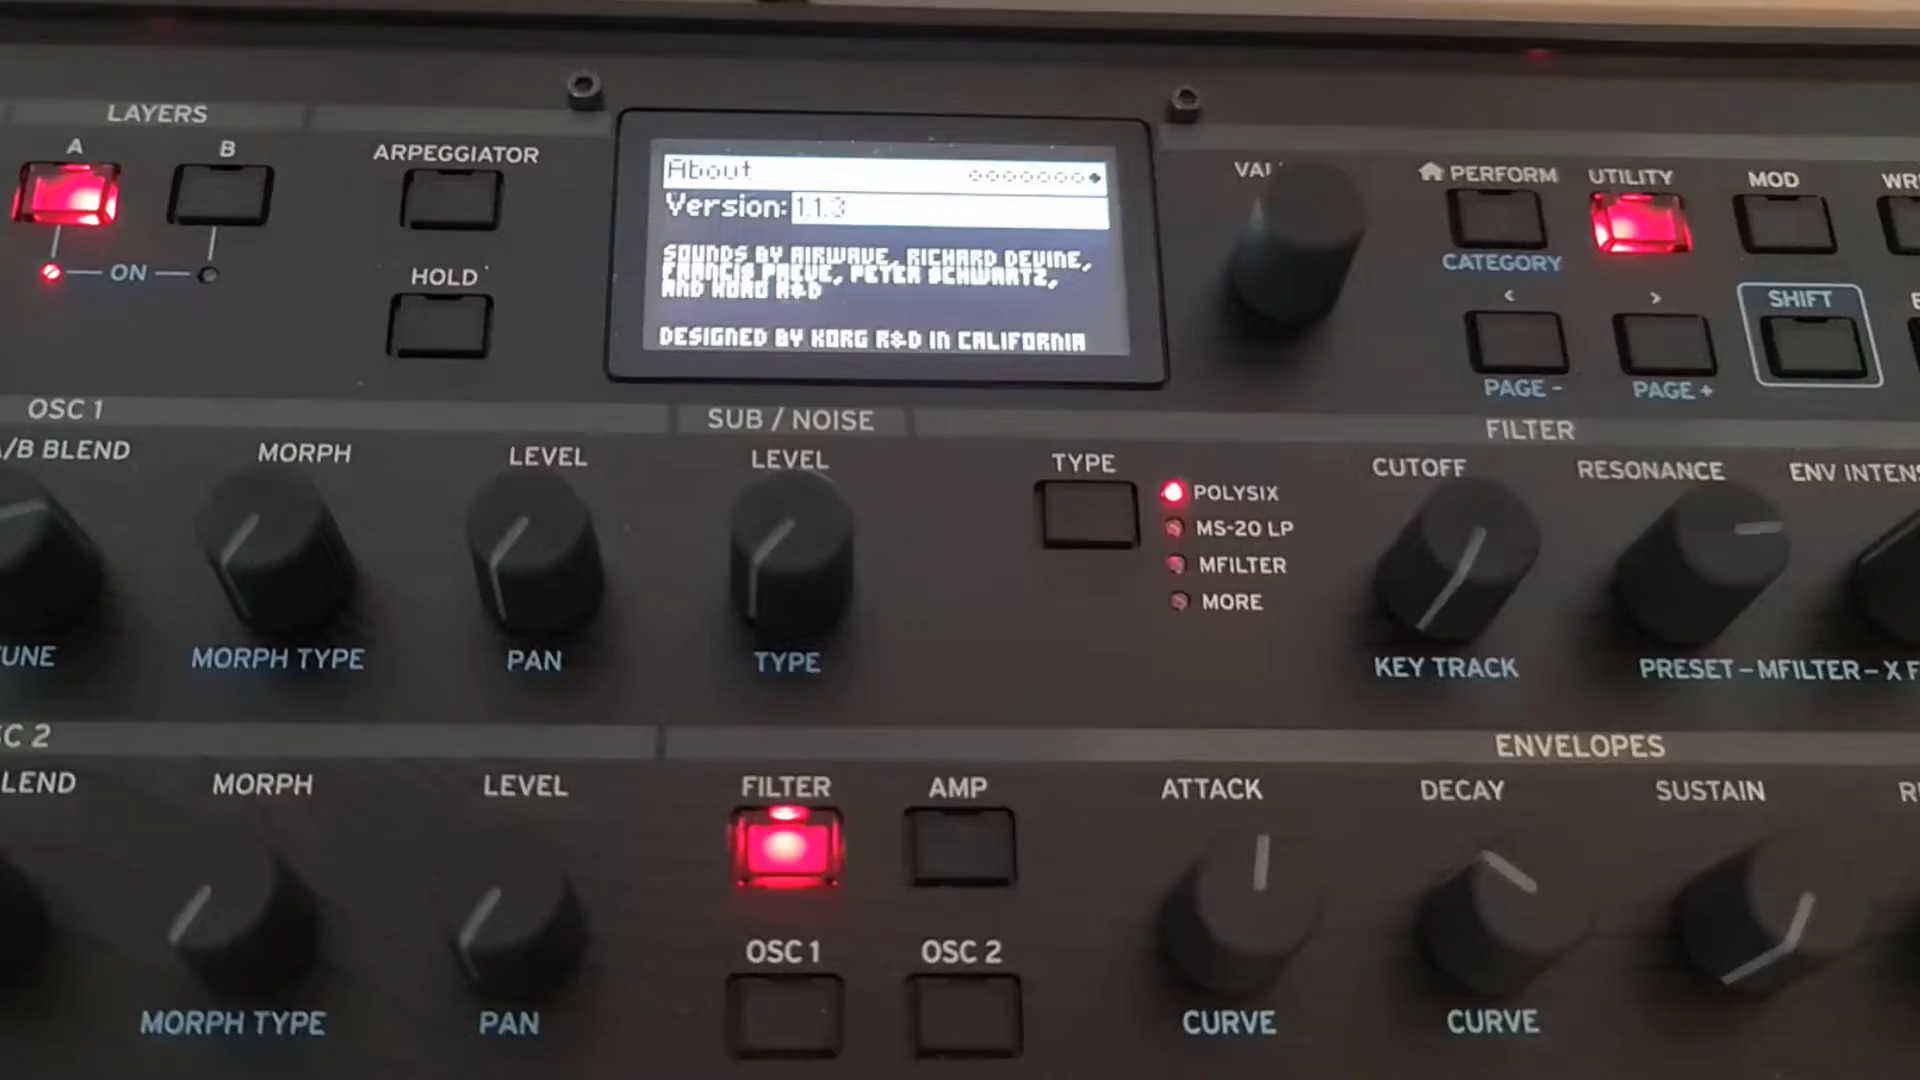 LAYERS
A
B
ON
ARPEGGIATOR
HOLD
About
Version: 1.1.3
SOUNDS BY AIRWAVE, RICHARD DEVINE,
FRANCIS PREVE, PETER SCHWARTZ,
AND KORG R&D
DESIGNED BY KORG R&D IN CALIFORNIA
PERFORM
UTILITY
MOD
CATEGORY
<
>
SHIFT
PAGE -
PAGE +
OSC 1
SUB / NOISE
FILTER
A/B BLEND
MORPH
LEVEL
LEVEL
TYPE
POLYSIX
MS-20 LP
MFILTER
MORE
CUTOFF
RESONANCE
ENV
MORPH TYPE
PAN
TYPE
KEY TRACK
PRESET - MFILTER - X
ENVELOPES
MORPH
LEVEL
FILTER
AMP
ATTACK
DECAY
SUSTAIN
OSC 1
OSC 2
MORPH TYPE
PAN
CURVE
CURVE